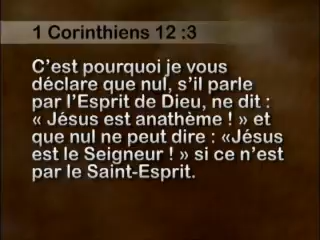 1 Corinthiens 12 :3
C'est pourquoi je vous
déclare que nul, s'il parle
par l'Esprit de Dieu, ne dit :
« Jésus est anathème ! » et
que nul ne peut dire : «Jésus
est le Seigneur ! » si ce n'est
par le Saint-Esprit.